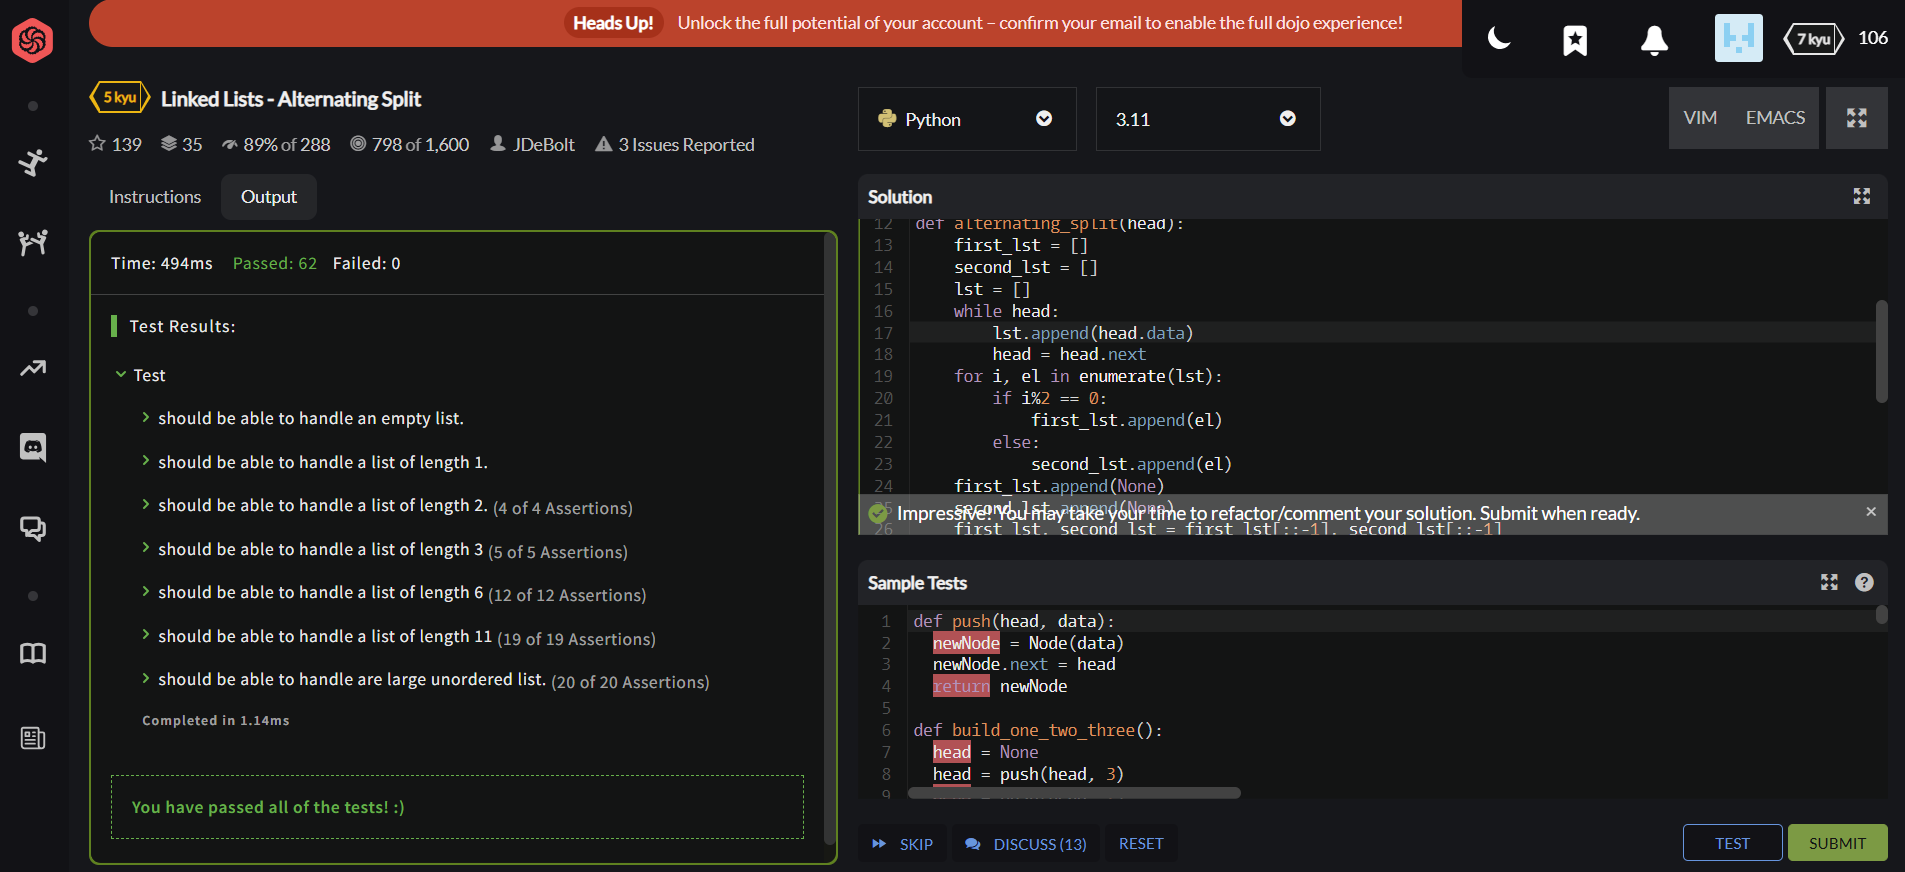 Heads Up! Unlock the full potential of your account – confirm your email to enable the full dojo experience!
7 kyu 106
5 kyu Linked Lists - Alternating Split
139 35 89% of 288 798 of 1,600 JDeBolt 3 Issues Reported
Python 3.11 VIM EMACS
Instructions Output
Time: 494ms Passed: 62 Failed: 0
Test Results:
Test
should be able to handle an empty list.
should be able to handle a list of length 1.
should be able to handle a list of length 2. (4 of 4 Assertions)
should be able to handle a list of length 3 (5 of 5 Assertions)
should be able to handle a list of length 6 (12 of 12 Assertions)
should be able to handle a list of length 11 (19 of 19 Assertions)
should be able to handle are large unordered list. (20 of 20 Assertions)
Completed in 1.14ms
You have passed all of the tests! :)
Solution
12 def alternating_split(head):
13 first_lst = []
14 second_lst = []
15 lst = []
16 while head:
17 lst.append(head.data)
18 head = head.next
19 for i, el in enumerate(lst):
20 if i%2 == 0:
21 first_lst.append(el)
22 else:
23 second_lst.append(el)
24 first_lst.append(None)
25 second_lst.append(None)
Impressive! You may take your time to refactor/comment your solution. Submit when ready.
26 first_lst, second_lst = first_lst[::-1], second_lst[::-1]
Sample Tests
1 def push(head, data):
2 newNode = Node(data)
3 newNode.next = head
4 return newNode
5
6 def build_one_two_three():
7 head = None
8 head = push(head, 3)
9
SKIP DISCUSS (13) RESET TEST SUBMIT